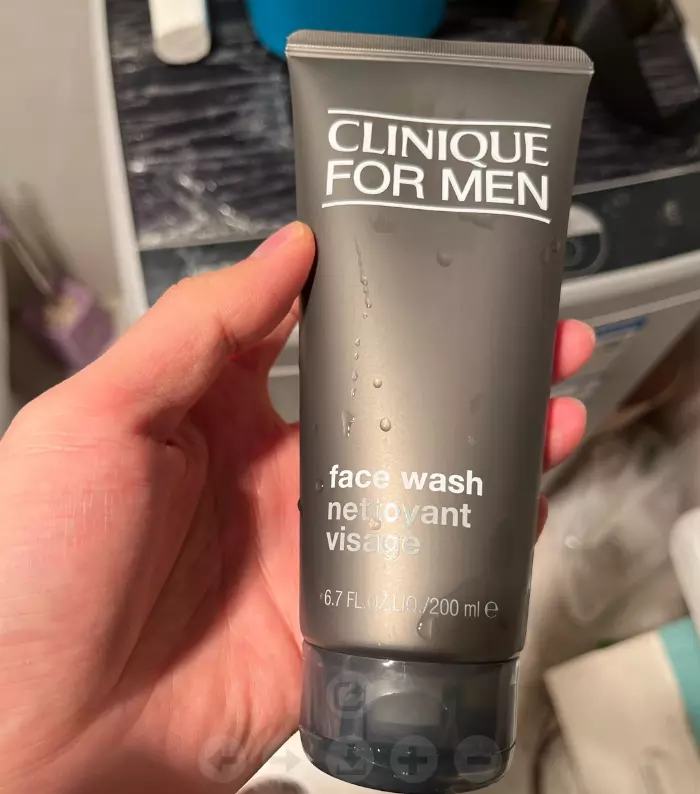 CLINIQUE
FOR MEN
face wash
nettoyant
visage
6.7 FL.OZ.LIQ./200 ml e